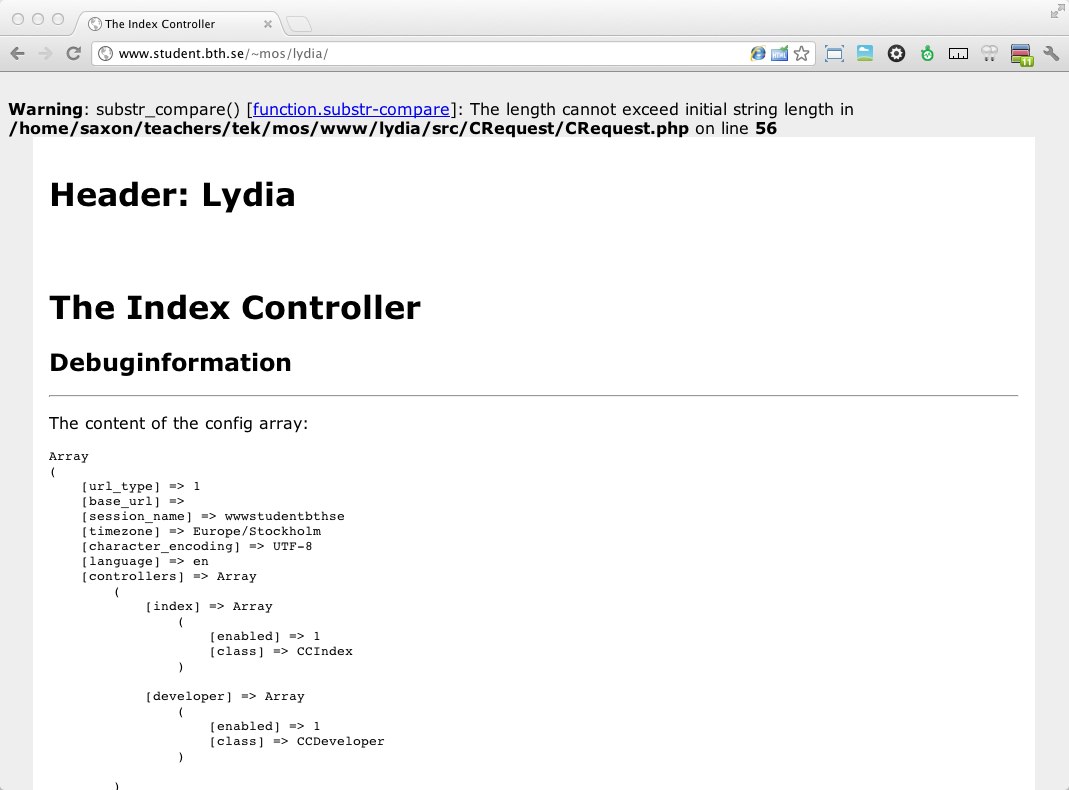 The Index Controller
www.student.bth.se/~mos/lydia/
11
Warning: substr_compare() [function.substr-compare]: The length cannot exceed initial string length in
/home/saxon/teachers/tek/mos/www/lydia/src/CRequest/CRequest.php on line 56
Header: Lydia
The Index Controller
Debuginformation
The content of the config array:
Array
(
    [url_type] => 1
    [base_url] =>
    [session_name] => wwwstudentbthse
    [timezone] => Europe/Stockholm
    [character_encoding] => UTF-8
    [language] => en
    [controllers] => Array
        (
            [index] => Array
                (
                    [enabled] => 1
                    [class] => CCIndex
                )
            [developer] => Array
                (
                    [enabled] => 1
                    [class] => CCDeveloper
                )
        )